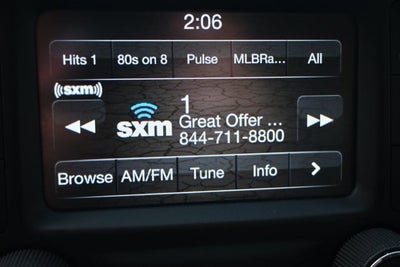 2:06
Hits 1 80s on 8 Pulse MLBRa... All
((sxm))
1
sxm Great Offer ...
844-711-8800
Browse AM/FM Tune Info >